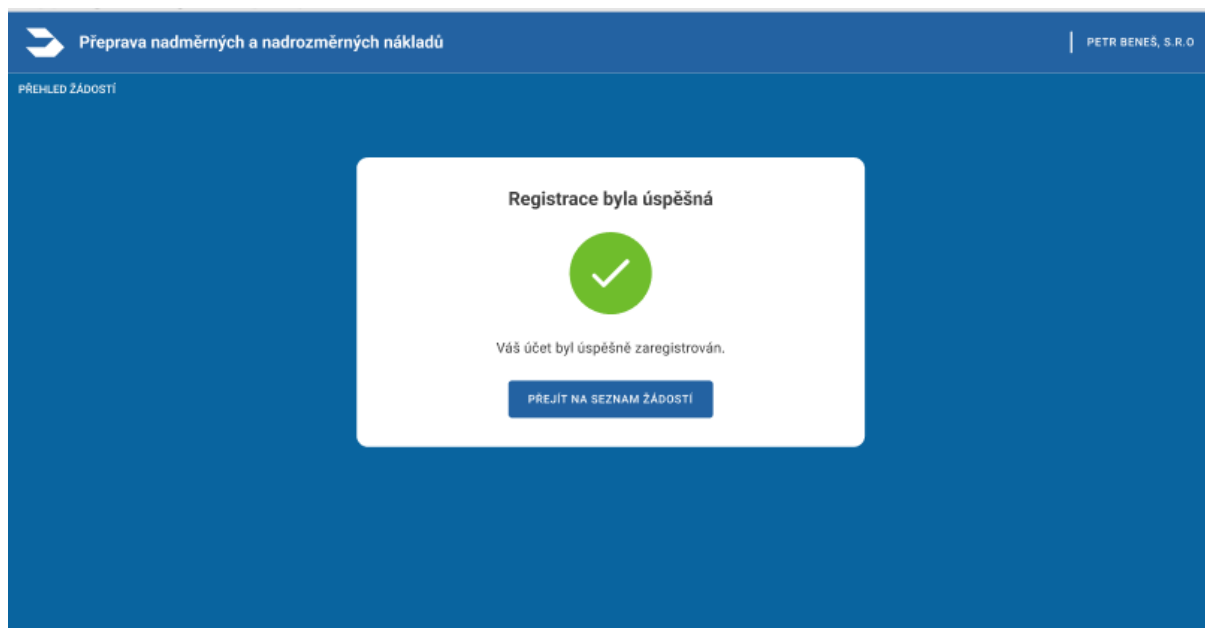 Přeprava nadměrných a nadrozměrných nákladů
PETR BENEŠ, S.R.O
PŘEHLED ŽÁDOSTÍ
Registrace byla úspěšná
Váš účet byl úspěšně zaregistrován.
PŘEJÍT NA SEZNAM ŽÁDOSTÍ